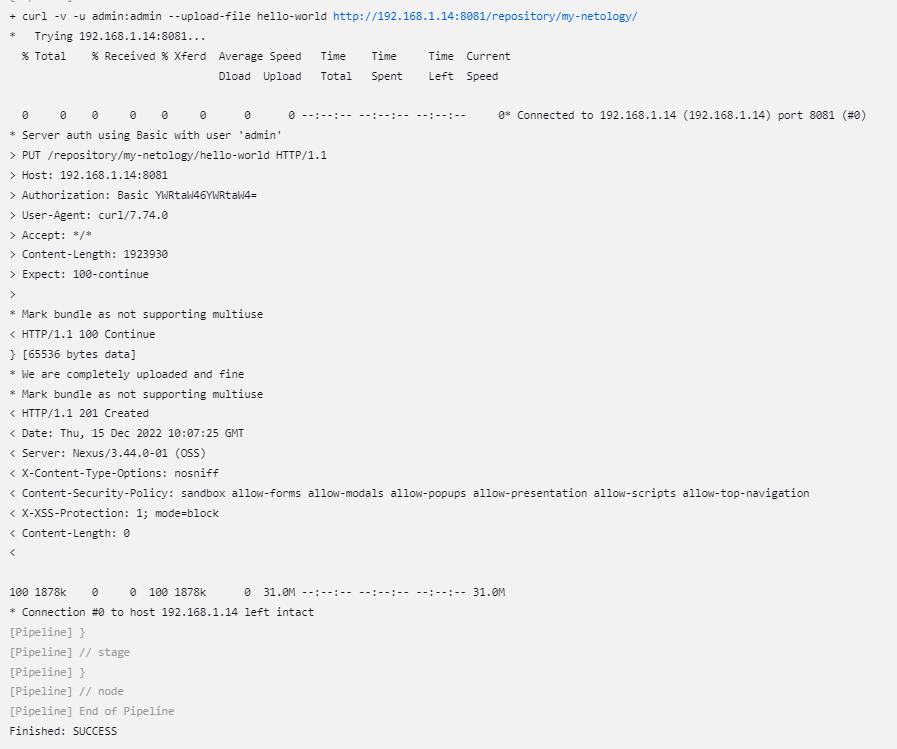 + curl -v -u admin:admin --upload-file hello-world http://192.168.1.14:8081/repository/my-netology/
*   Trying 192.168.1.14:8081...
  % Total    % Received % Xferd  Average Speed   Time    Time     Time  Current
                                 Dload  Upload   Total   Spent    Left  Speed
  0     0    0     0    0     0      0      0 --:--:-- --:--:-- --:--:--     0* Connected to 192.168.1.14 (192.168.1.14) port 8081 (#0)
* Server auth using Basic with user 'admin'
> PUT /repository/my-netology/hello-world HTTP/1.1
> Host: 192.168.1.14:8081
> Authorization: Basic YWRtaW46YWRtaW4=
> User-Agent: curl/7.74.0
> Accept: */*
> Content-Length: 1923930
> Expect: 100-continue
>
* Mark bundle as not supporting multiuse
< HTTP/1.1 100 Continue
} [65536 bytes data]
* We are completely uploaded and fine
* Mark bundle as not supporting multiuse
< HTTP/1.1 201 Created
< Date: Thu, 15 Dec 2022 10:07:25 GMT
< Server: Nexus/3.44.0-01 (OSS)
< X-Content-Type-Options: nosniff
< Content-Security-Policy: sandbox allow-forms allow-modals allow-popups allow-presentation allow-scripts allow-top-navigation
< X-XSS-Protection: 1; mode=block
< Content-Length: 0
<
100 1878k    0     0  100 1878k      0  31.0M --:--:-- --:--:-- --:--:-- 31.0M
* Connection #0 to host 192.168.1.14 left intact
[Pipeline] }
[Pipeline] // stage
[Pipeline] }
[Pipeline] // node
[Pipeline] End of Pipeline
Finished: SUCCESS